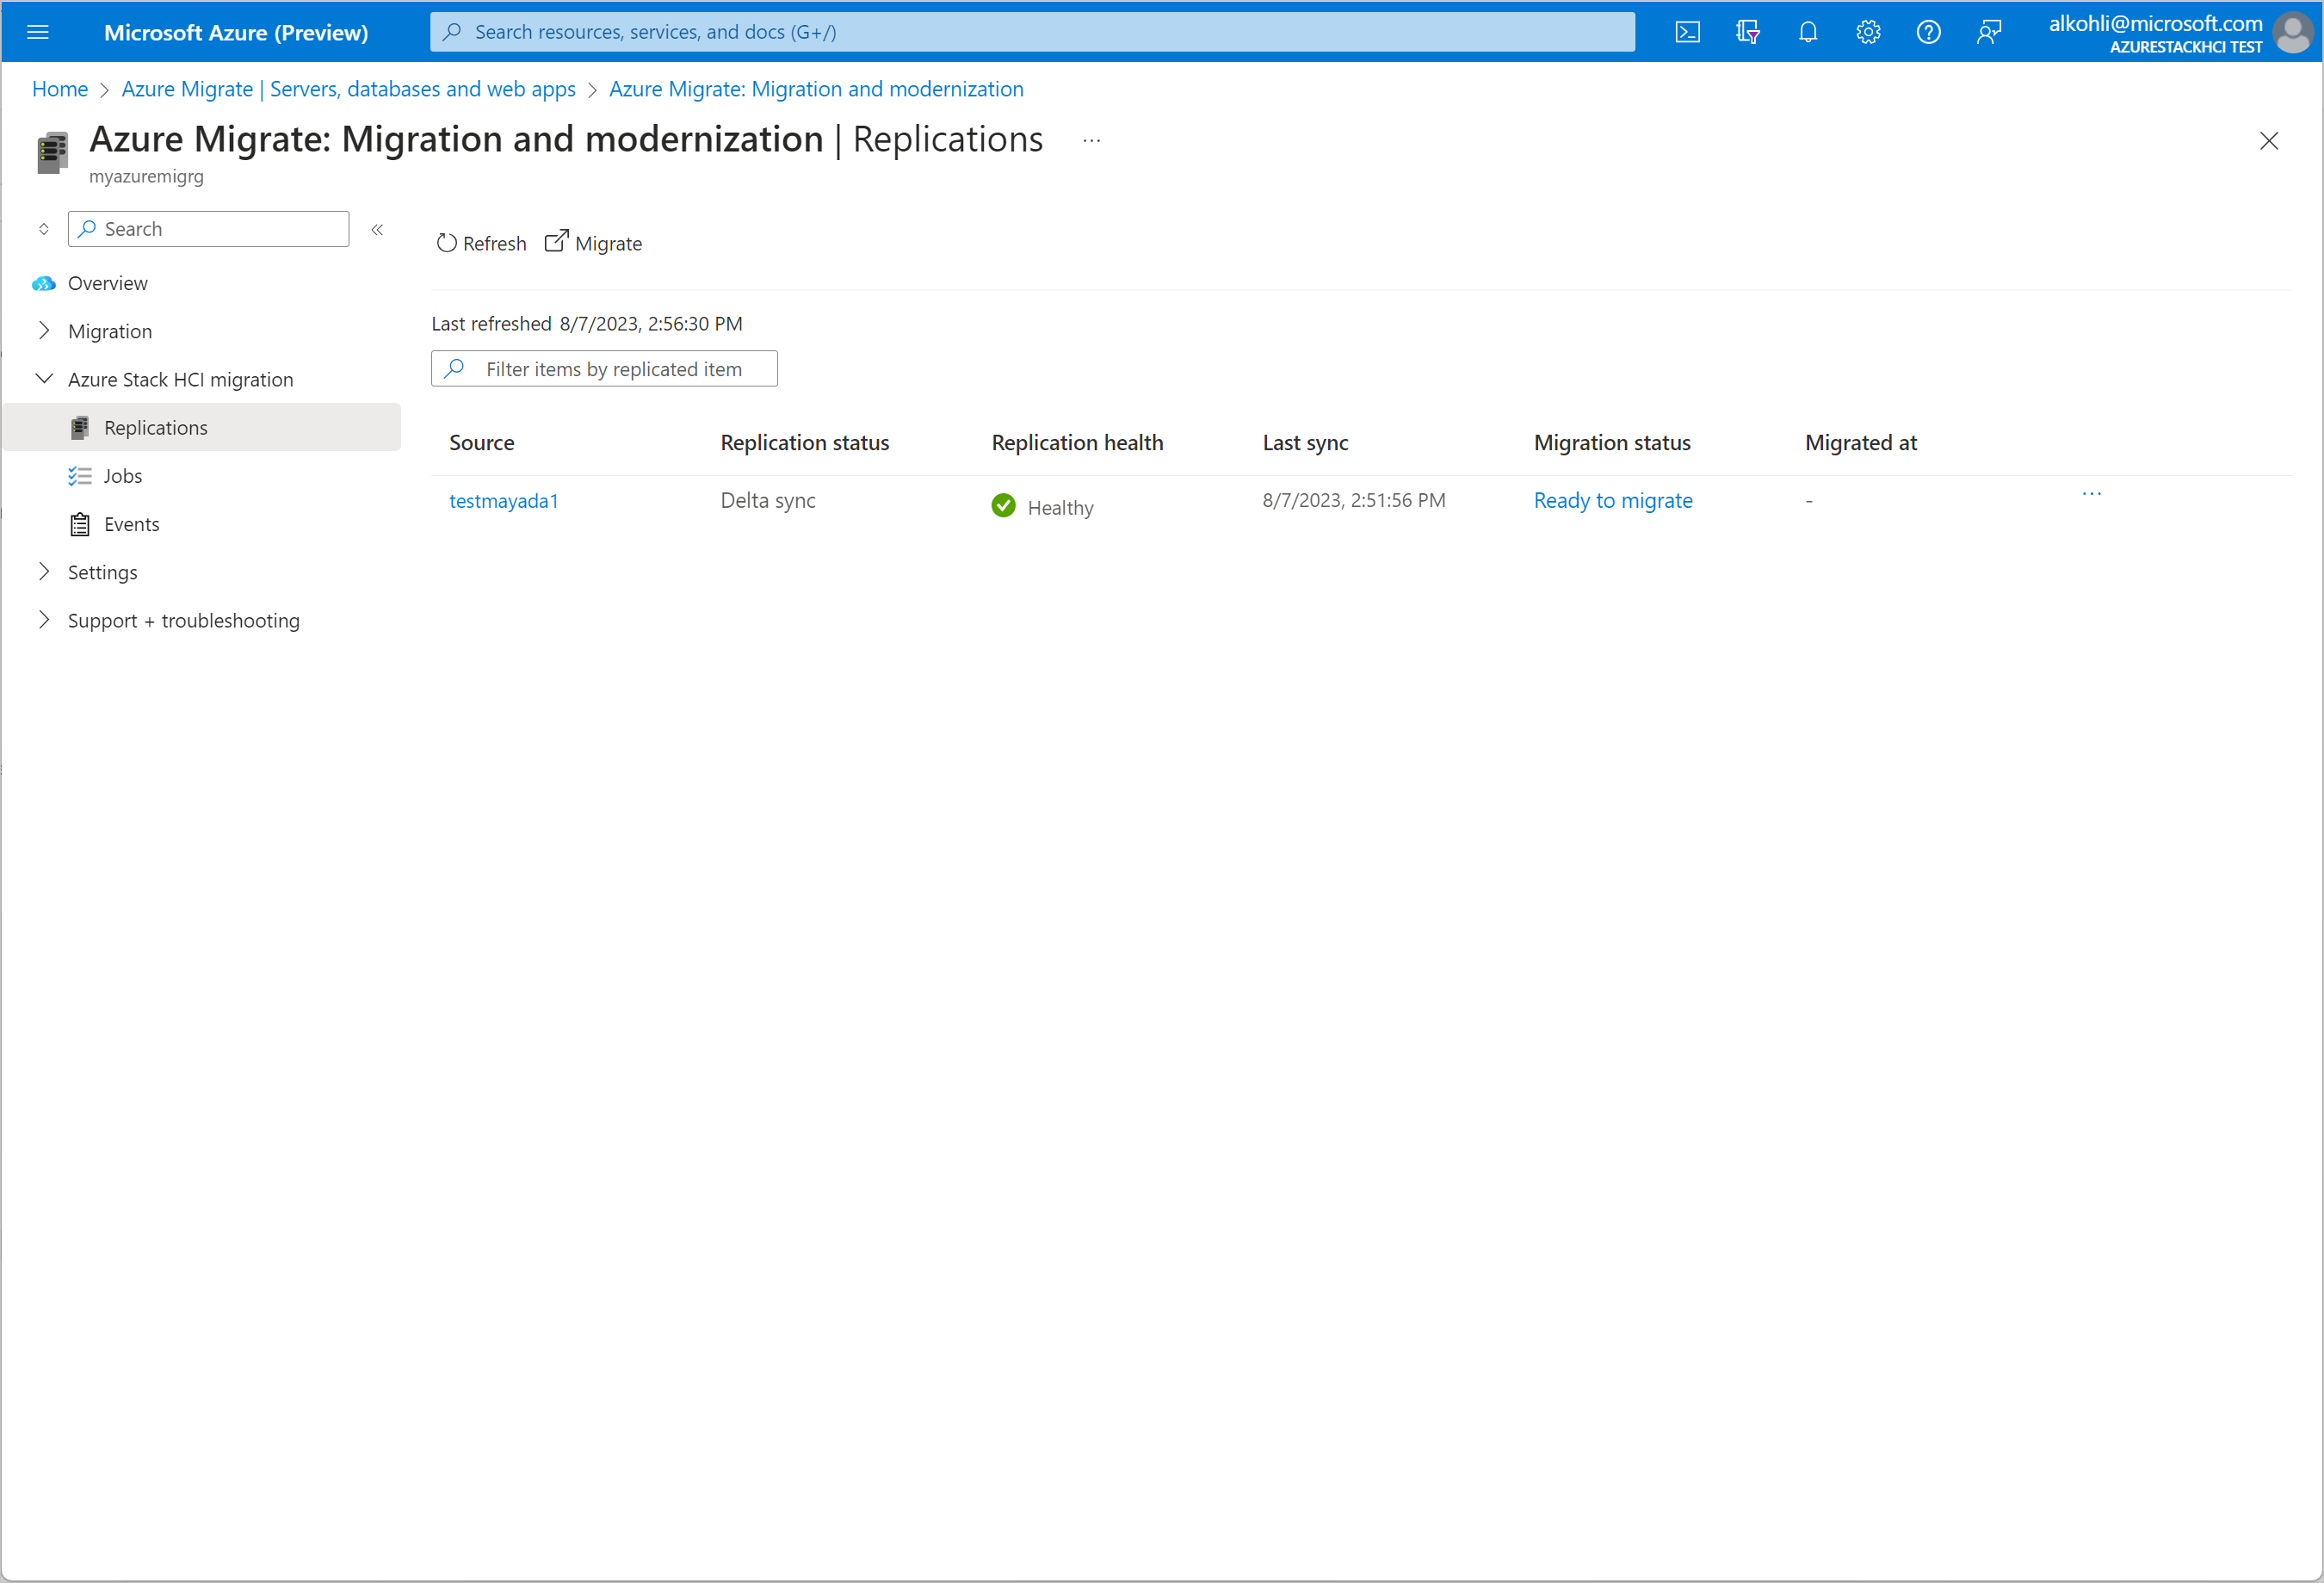 Microsoft Azure (Preview)
Search resources, services, and docs (G+/)
alkohli@microsoft.com
AZURESTACKHCI TEST
Home > Azure Migrate | Servers, databases and web apps > Azure Migrate: Migration and modernization
Azure Migrate: Migration and modernization | Replications ...
myazuremigrg
Search
Overview
Migration
Azure Stack HCI migration
Replications
Jobs
Events
Settings
Support + troubleshooting
Refresh Migrate
Last refreshed 8/7/2023, 2:56:30 PM
Filter items by replicated item
Source Replication status Replication health Last sync Migration status Migrated at
testmayada1 Delta sync Healthy 8/7/2023, 2:51:56 PM Ready to migrate - ...